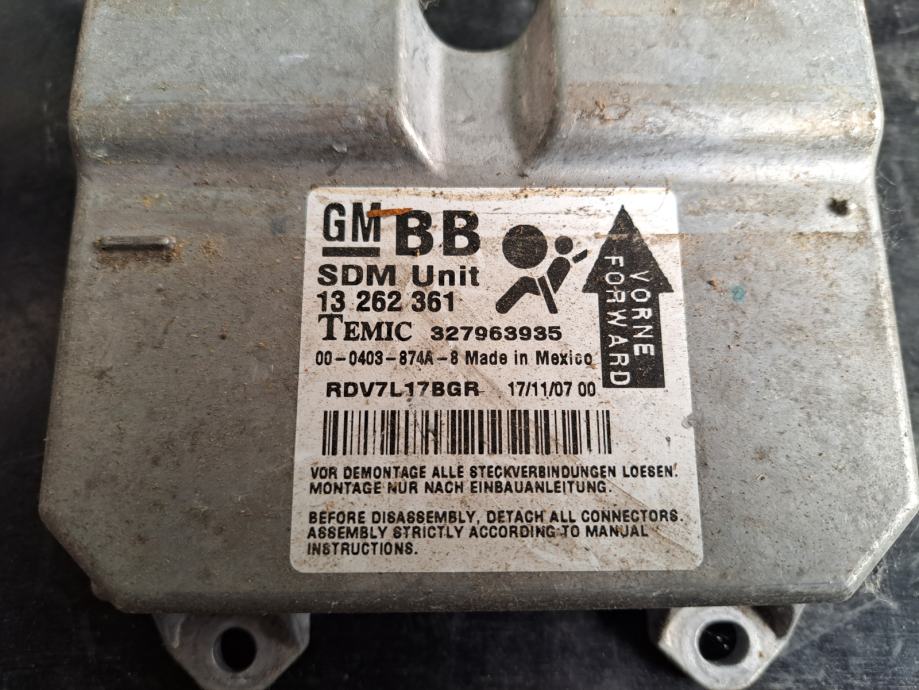 GM BB
SDM Unit
13 262 361
TEMIC 327963935
00-0403-874A-8 Made in Mexico
RDV7L17BGR 17/11/07 00
VORNE
FORWARD
VOR DEMONTAGE ALLE STECKVERBINDUNGEN LOESEN.
MONTAGE NUR NACH EINBAUANLEITUNG.
BEFORE DISASSEMBLY, DETACH ALL CONNECTORS.
ASSEMBLY STRICTLY ACCORDING TO MANUAL
INSTRUCTIONS.